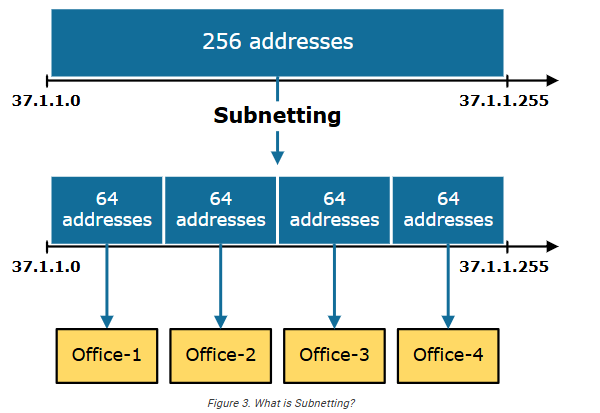 256 addresses
37.1.1.0
37.1.1.255
Subnetting
64
addresses
64
addresses
64
addresses
64
addresses
37.1.1.0
37.1.1.255
Office-1
Office-2
Office-3
Office-4
Figure 3. What is Subnetting?